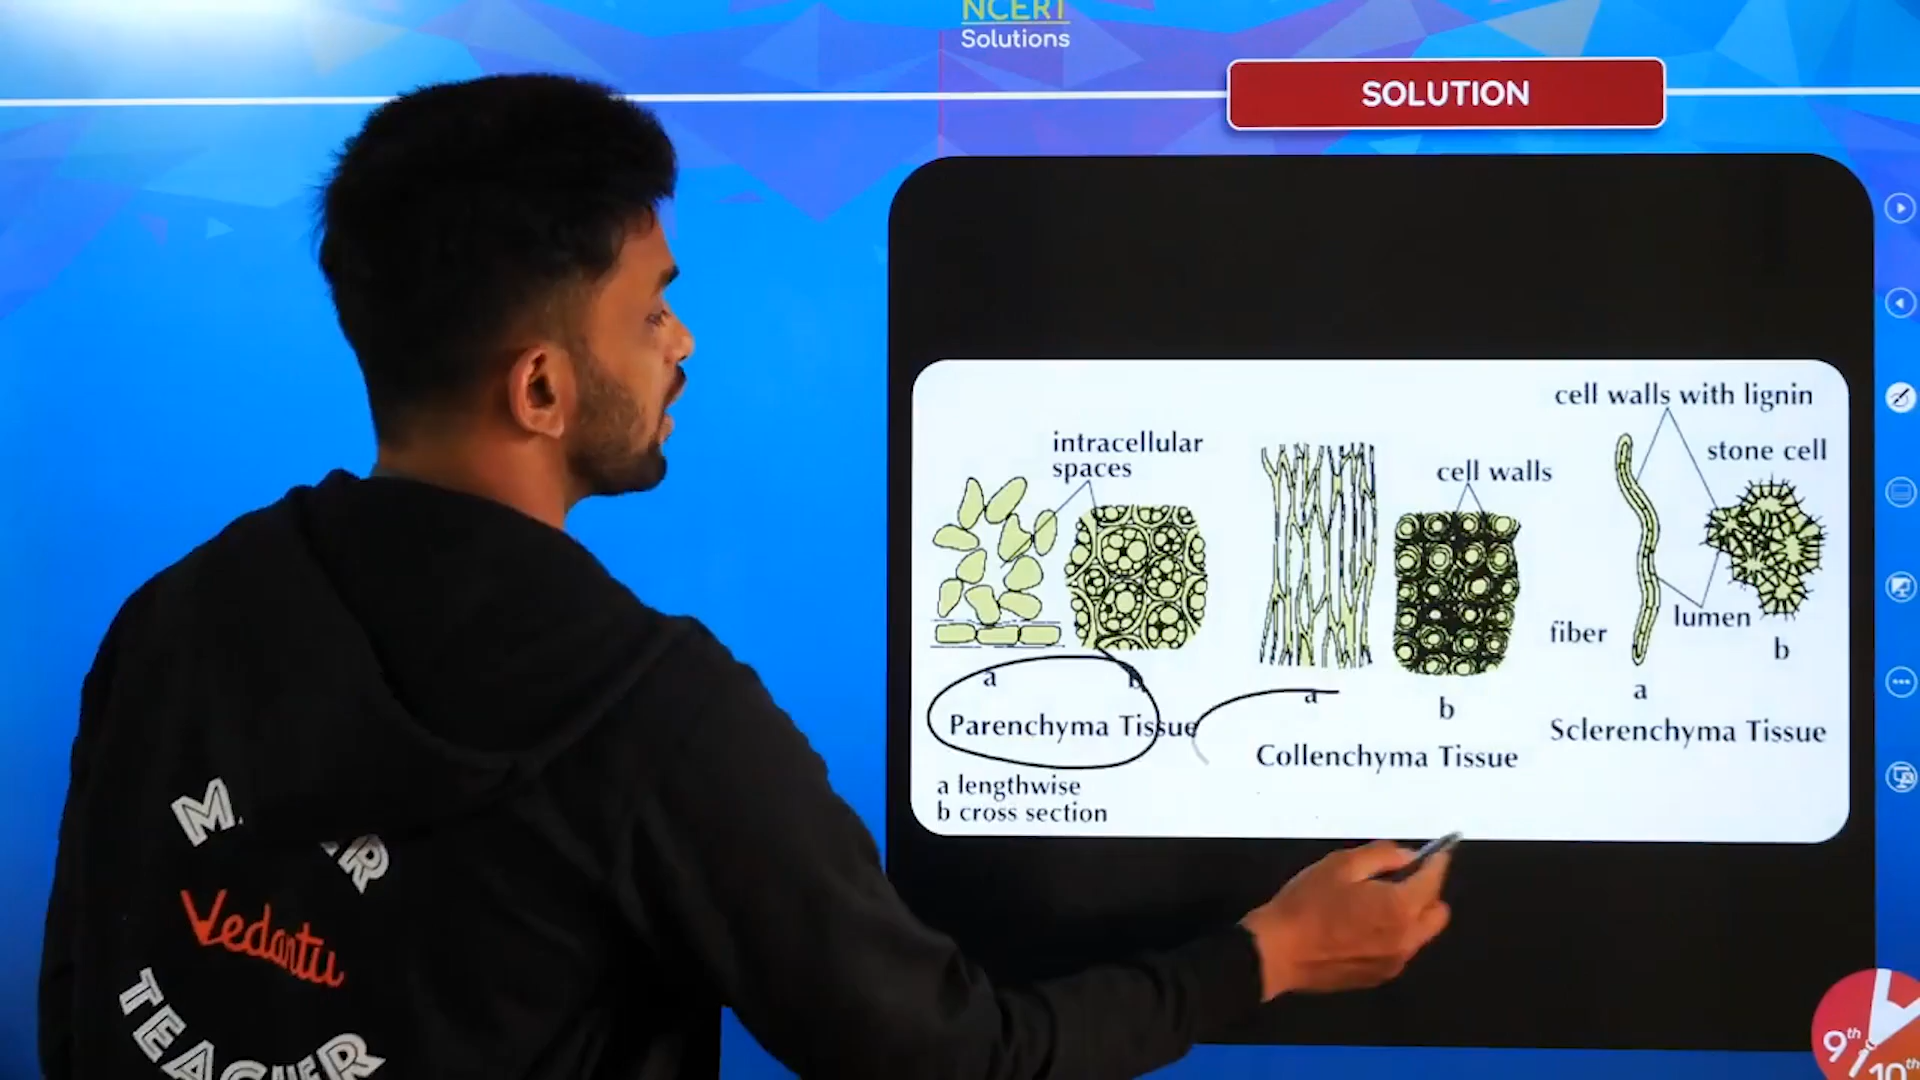 NCERT
Solutions
SOLUTION
cell walls with lignin
intracellular
spaces
cell walls
stone cell
fiber
lumen
a
b
a
b
a
b
Parenchyma Tissue
Collenchyma Tissue
Sclerenchyma Tissue
a lengthwise
b cross section
Vedantu
TEACHER
9th
10th